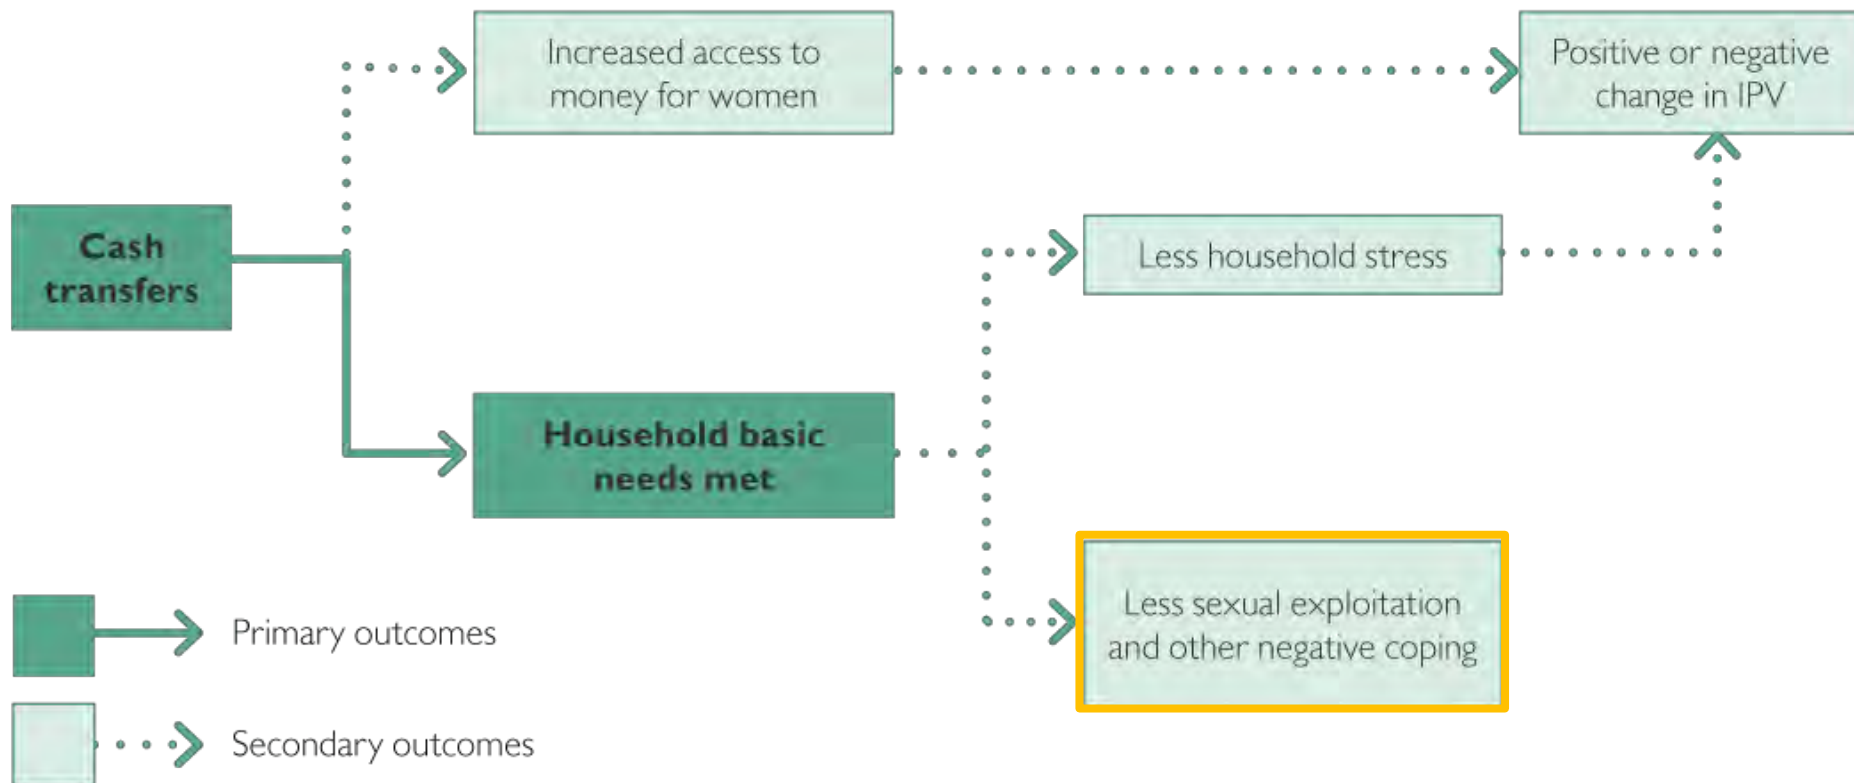 Increased access to
money for women
Positive or negative
change in IPV
Cash
transfers
Less household stress
Household basic
needs met
Less sexual exploitation
and other negative coping
Primary outcomes
Secondary outcomes